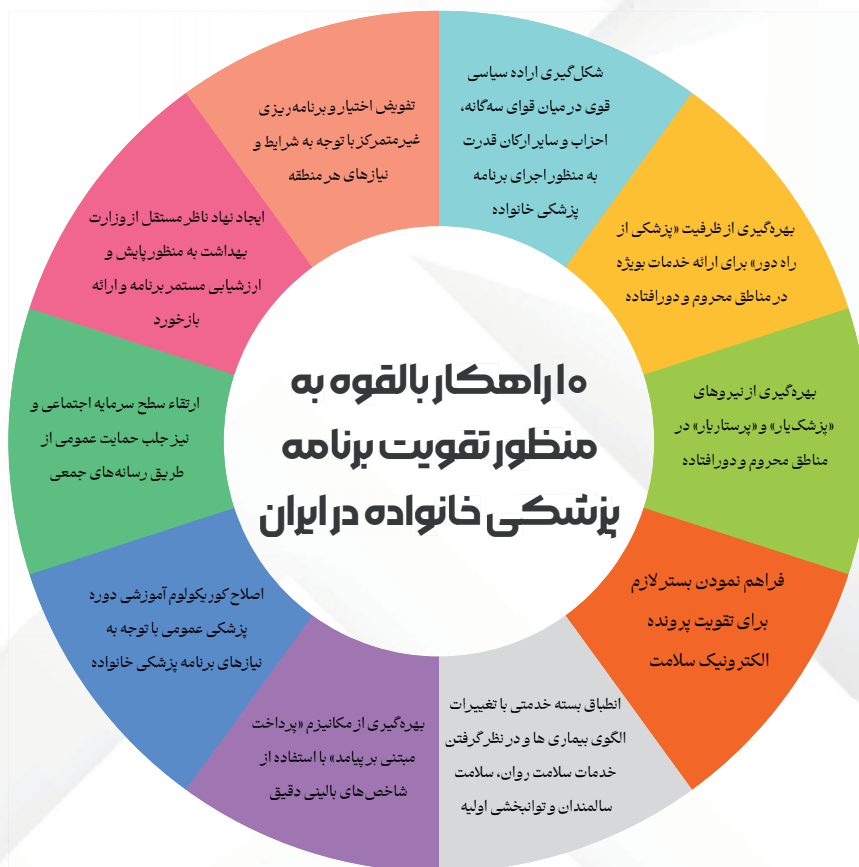 ۱۰ راهکار بالقوه به
منظور تقویت برنامه
پزشکی خانواده در ایران
شکل‌گیری اراده سیاسی
قوی در میان قوای سه‌گانه،
احزاب و سایر ارکان قدرت
به منظور اجرای برنامه
پزشکی خانواده
بهره‌گیری از ظرفیت «پزشکی از
راه دور» برای ارائه خدمات بویژه
در مناطق محروم و دورافتاده
بهره‌گیری از نیروهای
«پزشک‌یار» و «پرستاریار» در
مناطق محروم و دورافتاده
فراهم نمودن بستر لازم
برای تقویت پرونده
الکترونیک سلامت
انطباق بسته خدمتی با تغییرات
الگوی بیماری ها و در نظر گرفتن
خدمات سلامت روان، سلامت
سالمندان و توانبخشی اولیه
بهره‌گیری از مکانیزم «پرداخت
مبتنی بر پیامد» با استفاده از
شاخص‌های بالینی دقیق
اصلاح کوریکولوم آموزشی دوره
پزشکی عمومی با توجه به
نیازهای برنامه پزشکی خانواده
ارتقاء سطح سرمایه اجتماعی و
نیز جلب حمایت عمومی از
طریق رسانه‌های جمعی
ایجاد نهاد ناظر مستقل از وزارت
بهداشت به منظور پایش و
ارزشیابی مستمر برنامه و ارائه
بازخورد
تفویض اختیار و برنامه‌ریزی
غیرمتمرکز با توجه به شرایط و
نیازهای هر منطقه